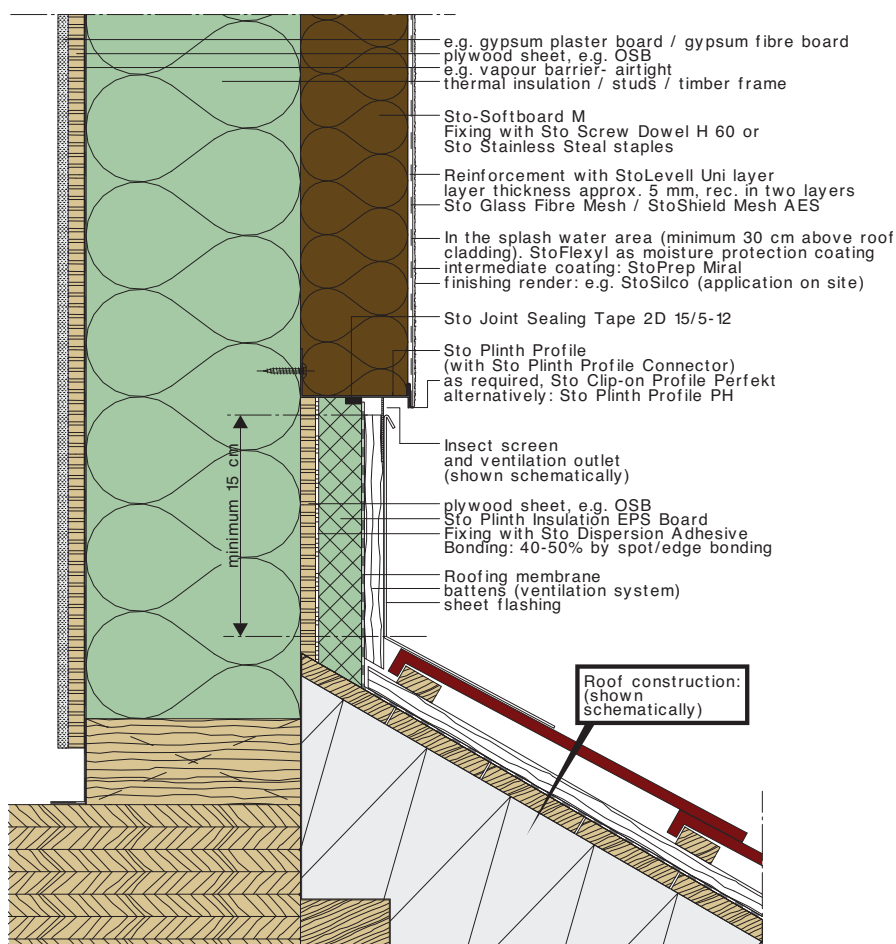 e.g. gypsum plaster board / gypsum fibre board
plywood sheet, e.g. OSB
e.g. vapour barrier- airtight
thermal insulation / studs / timber frame
Sto-Softboard M
Fixing with Sto Screw Dowel H 60 or
Sto Stainless Steal staples
Reinforcement with StoLevell Uni layer
layer thickness approx. 5 mm, rec. in two layers
Sto Glass Fibre Mesh / StoShield Mesh AES
In the splash water area (minimum 30 cm above roof
cladding). StoFlexyl as moisture protection coating
intermediate coating: StoPrep Miral
finishing render: e.g. StoSilco (application on site)
Sto Joint Sealing Tape 2D 15/5-12
Sto Plinth Profile
(with Sto Plinth Profile Connector)
as required, Sto Clip-on Profile Perfekt
alternatively: Sto Plinth Profile PH
Insect screen
and ventilation outlet
(shown schematically)
minimum 15 cm
plywood sheet, e.g. OSB
Sto Plinth Insulation EPS Board
Fixing with Sto Dispersion Adhesive
Bonding: 40-50% by spot/edge bonding
Roofing membrane
battens (ventilation system)
sheet flashing
Roof construction:
(shown
schematically)